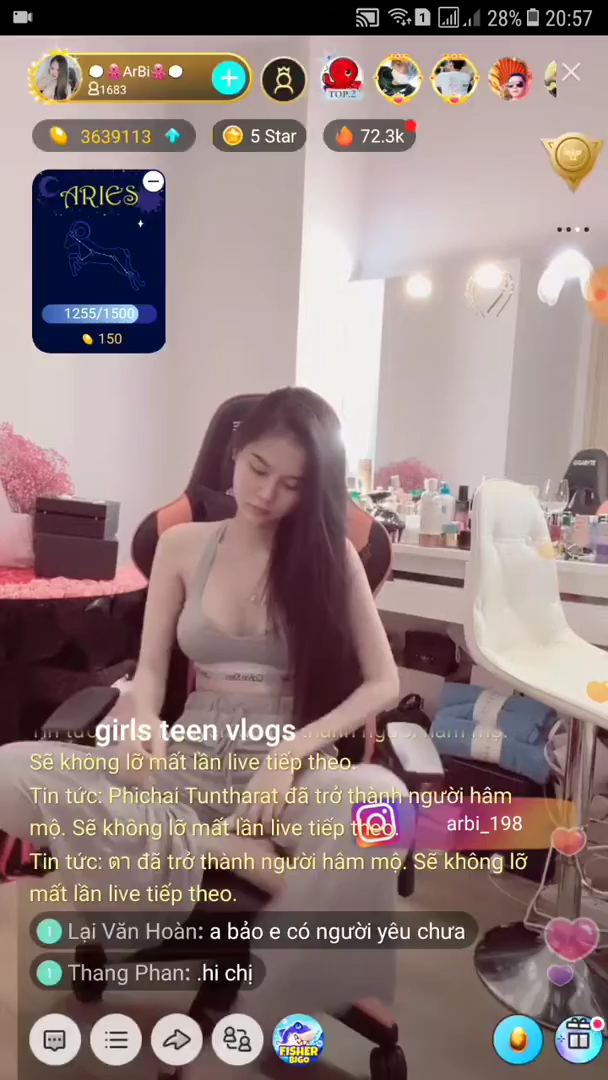 28% 20:57
ArBi
1683
TOP.2
3639113
5 Star
72.3k
ARIES
1255/1500
150
girls teen vlogs
Sẽ không lỡ mất lần live tiếp theo.
Tin tức: Phichai Tuntharat đã trở thành người hâm
mộ. Sẽ không lỡ mất lần live tiếp theo.
arbi_198
Tin tức: ตา đã trở thành người hâm mộ. Sẽ không lỡ
mất lần live tiếp theo.
1 Lại Văn Hoàn: a bảo e có người yêu chưa
1 Thang Phan: .hi chị
FISHER
BIGO